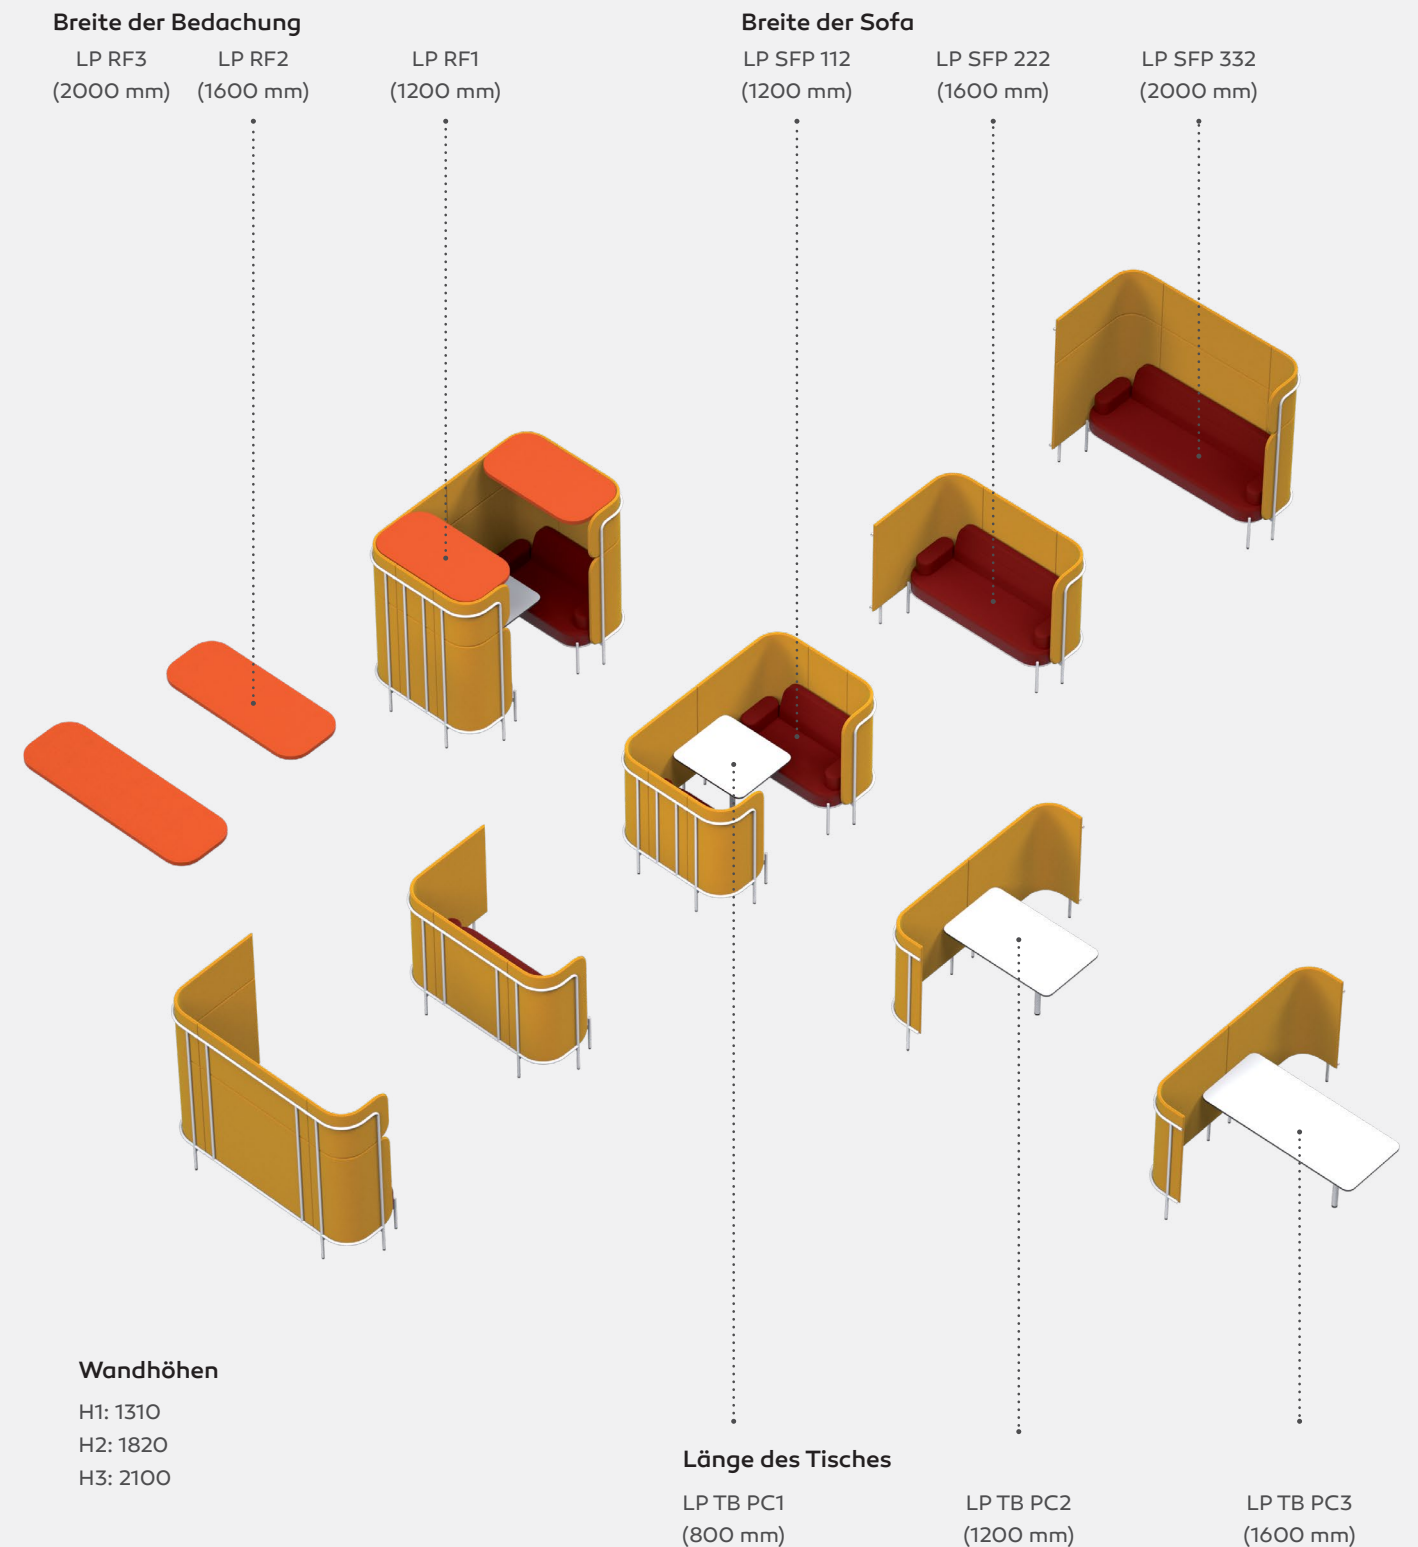 Breite der Bedachung
LP RF3
(2000 mm)
LP RF2
(1600 mm)
LP RF1
(1200 mm)
Breite der Sofa
LP SFP 112
(1200 mm)
LP SFP 222
(1600 mm)
LP SFP 332
(2000 mm)
Wandhöhen
H1: 1310
H2: 1820
H3: 2100
Länge des Tisches
LP TB PC1
(800 mm)
LP TB PC2
(1200 mm)
LP TB PC3
(1600 mm)